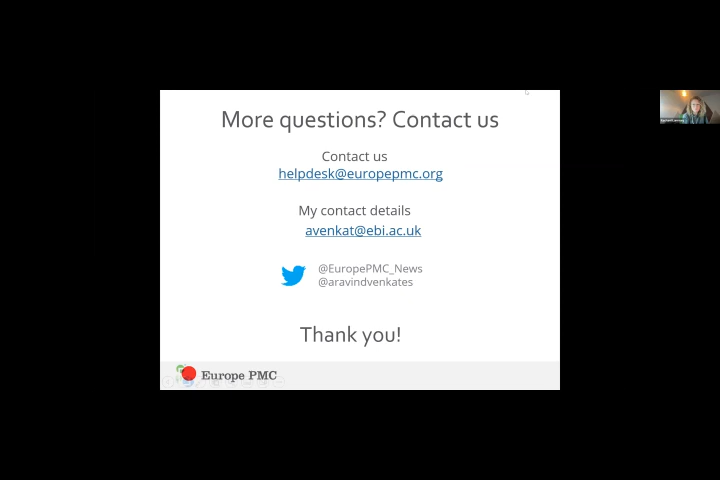 More questions? Contact us
Contact us
helpdesk@europepmc.org
My contact details
avenkat@ebi.ac.uk
@EuropePMC_News
@aravindvenkates
Thank you!
Europe PMC